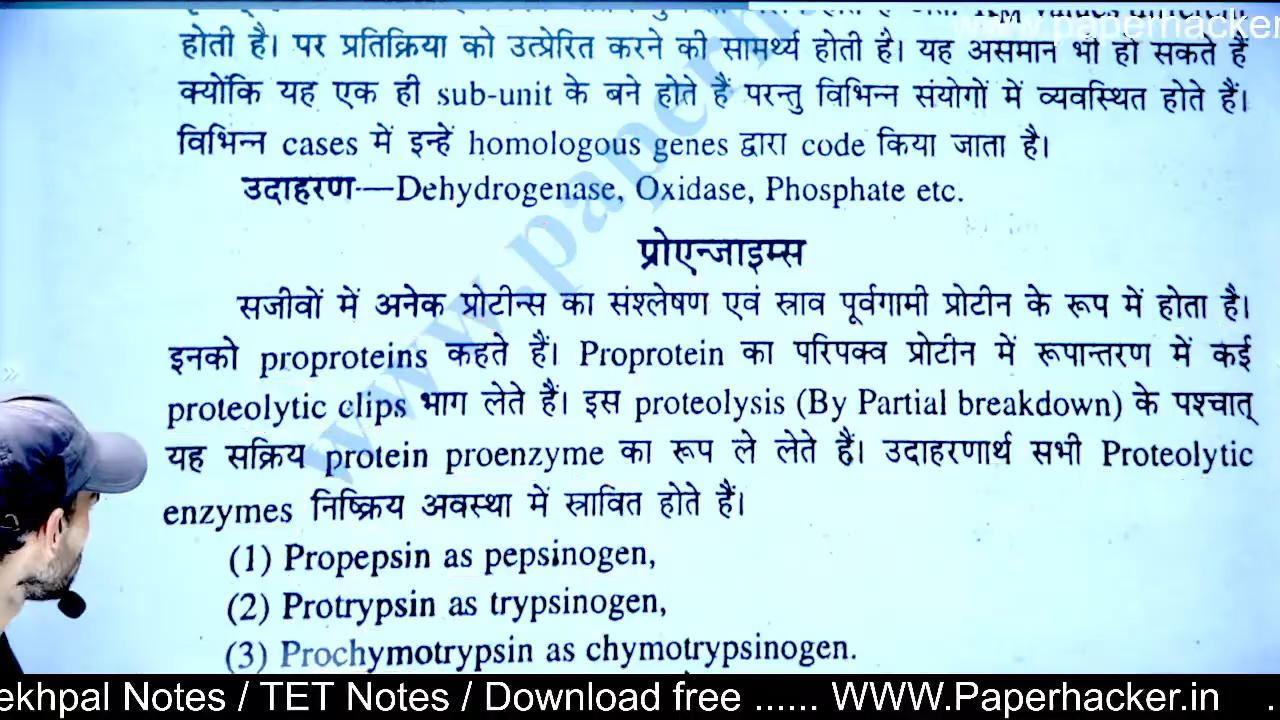 www.paperhacker
होती है। पर प्रतिक्रिया को उत्प्रेरित करने की सामर्थ्य होती है। यह असमान भी हो सकते हैं
क्योंकि यह एक ही sub-unit के बने होते हैं परन्तु विभिन्न संयोगों में व्यवस्थित होते हैं।
विभिन्न cases में इन्हें homologous genes द्वारा code किया जाता है।
उदाहरण—Dehydrogenase, Oxidase, Phosphate etc.
प्रोएन्जाइम्स
सजीवों में अनेक प्रोटीन्स का संश्लेषण एवं स्राव पूर्वगामी प्रोटीन के रूप में होता है।
इनको proproteins कहते हैं। Proprotein का परिपक्व प्रोटीन में रूपान्तरण में कई
proteolytic clips भाग लेते हैं। इस proteolysis (By Partial breakdown) के पश्चात्
यह सक्रिय protein proenzyme का रूप ले लेते हैं। उदाहरणार्थ सभी Proteolytic
enzymes निष्क्रिय अवस्था में स्रावित होते हैं।
(1) Propepsin as pepsinogen,
(2) Protrypsin as trypsinogen,
(3) Prochymotrypsin as chymotrypsinogen.
ekhpal Notes / TET Notes / Download free ...... WWW.Paperhacker.in .